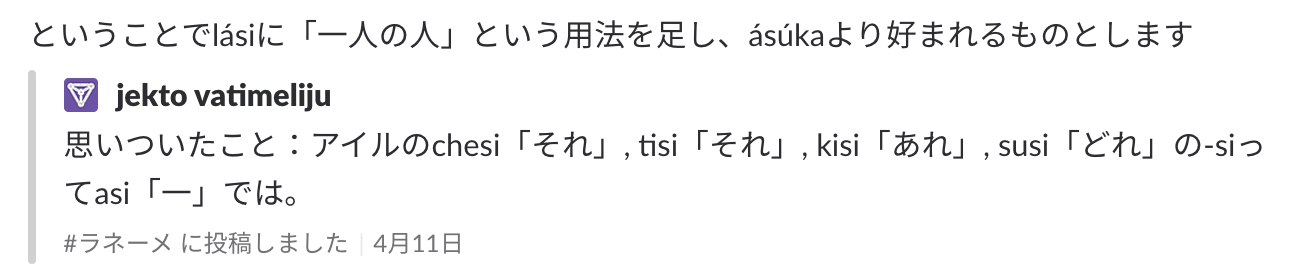 ということでlásiに「一人の人」という用法を足し、ásúkaより好まれるものとします
jekto vatimeliju
思いついたこと：アイルのchesi「それ」, tisi「それ」, kisi「あれ」, susi「どれ」の-siっ
てasi「一」では。
#ラネーメ に投稿しました | 4月11日